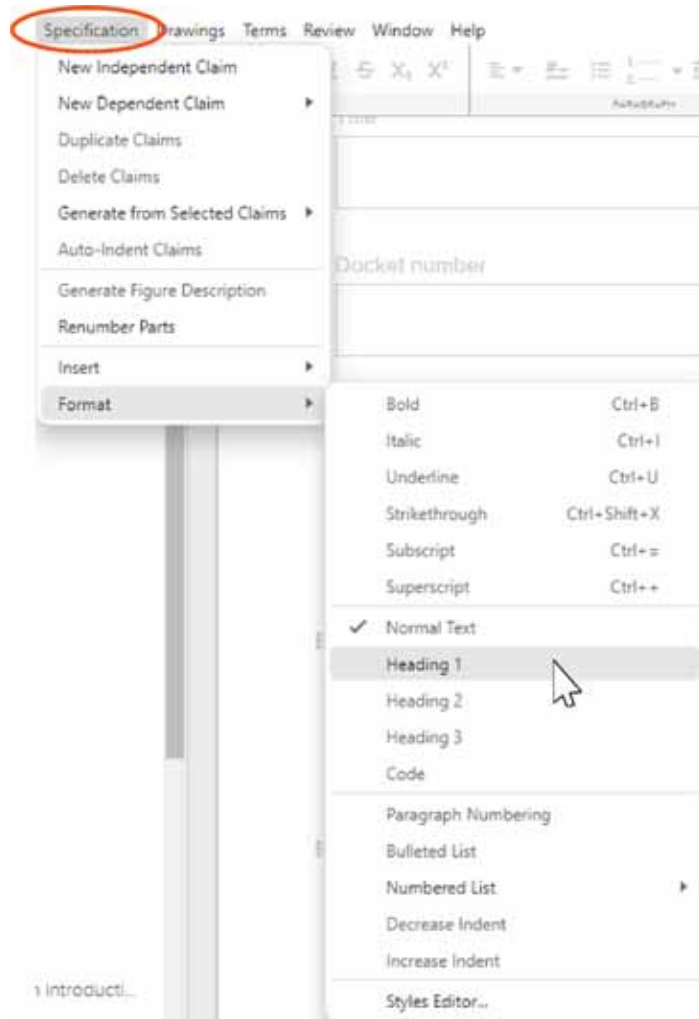 Specification Drawings Terms Review Window Help
New Independent Claim
New Dependent Claim
Duplicate Claims
Delete Claims
Generate from Selected Claims
Auto-Indent Claims
Docket number
Generate Figure Description
Renumber Parts
Insert
Format
Bold Ctrl+B
Italic Ctrl+I
Underline Ctrl+U
Strikethrough Ctrl+Shift+X
Subscript Ctrl+=
Superscript Ctrl++
Normal Text
Heading 1
Heading 2
Heading 3
Code
Paragraph Numbering
Bulleted List
Numbered List
Decrease Indent
Increase Indent
Styles Editor...
introducti...